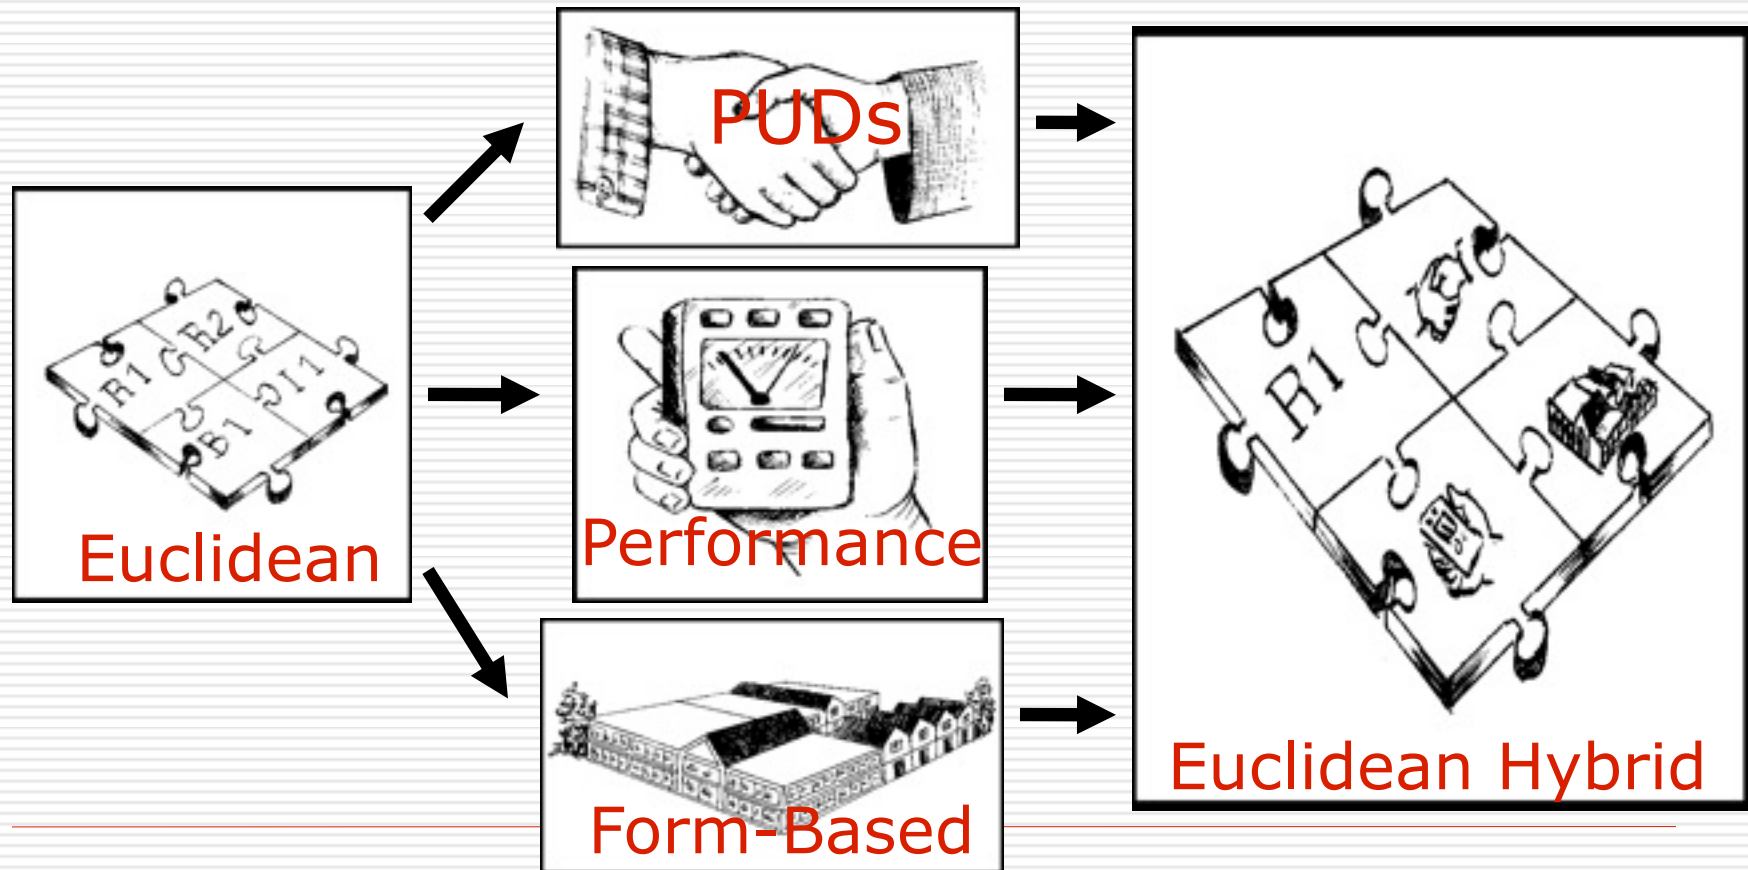 R1
R2
I1
B1
Euclidean
PUDs
Performance
Form-Based
R1
Euclidean Hybrid